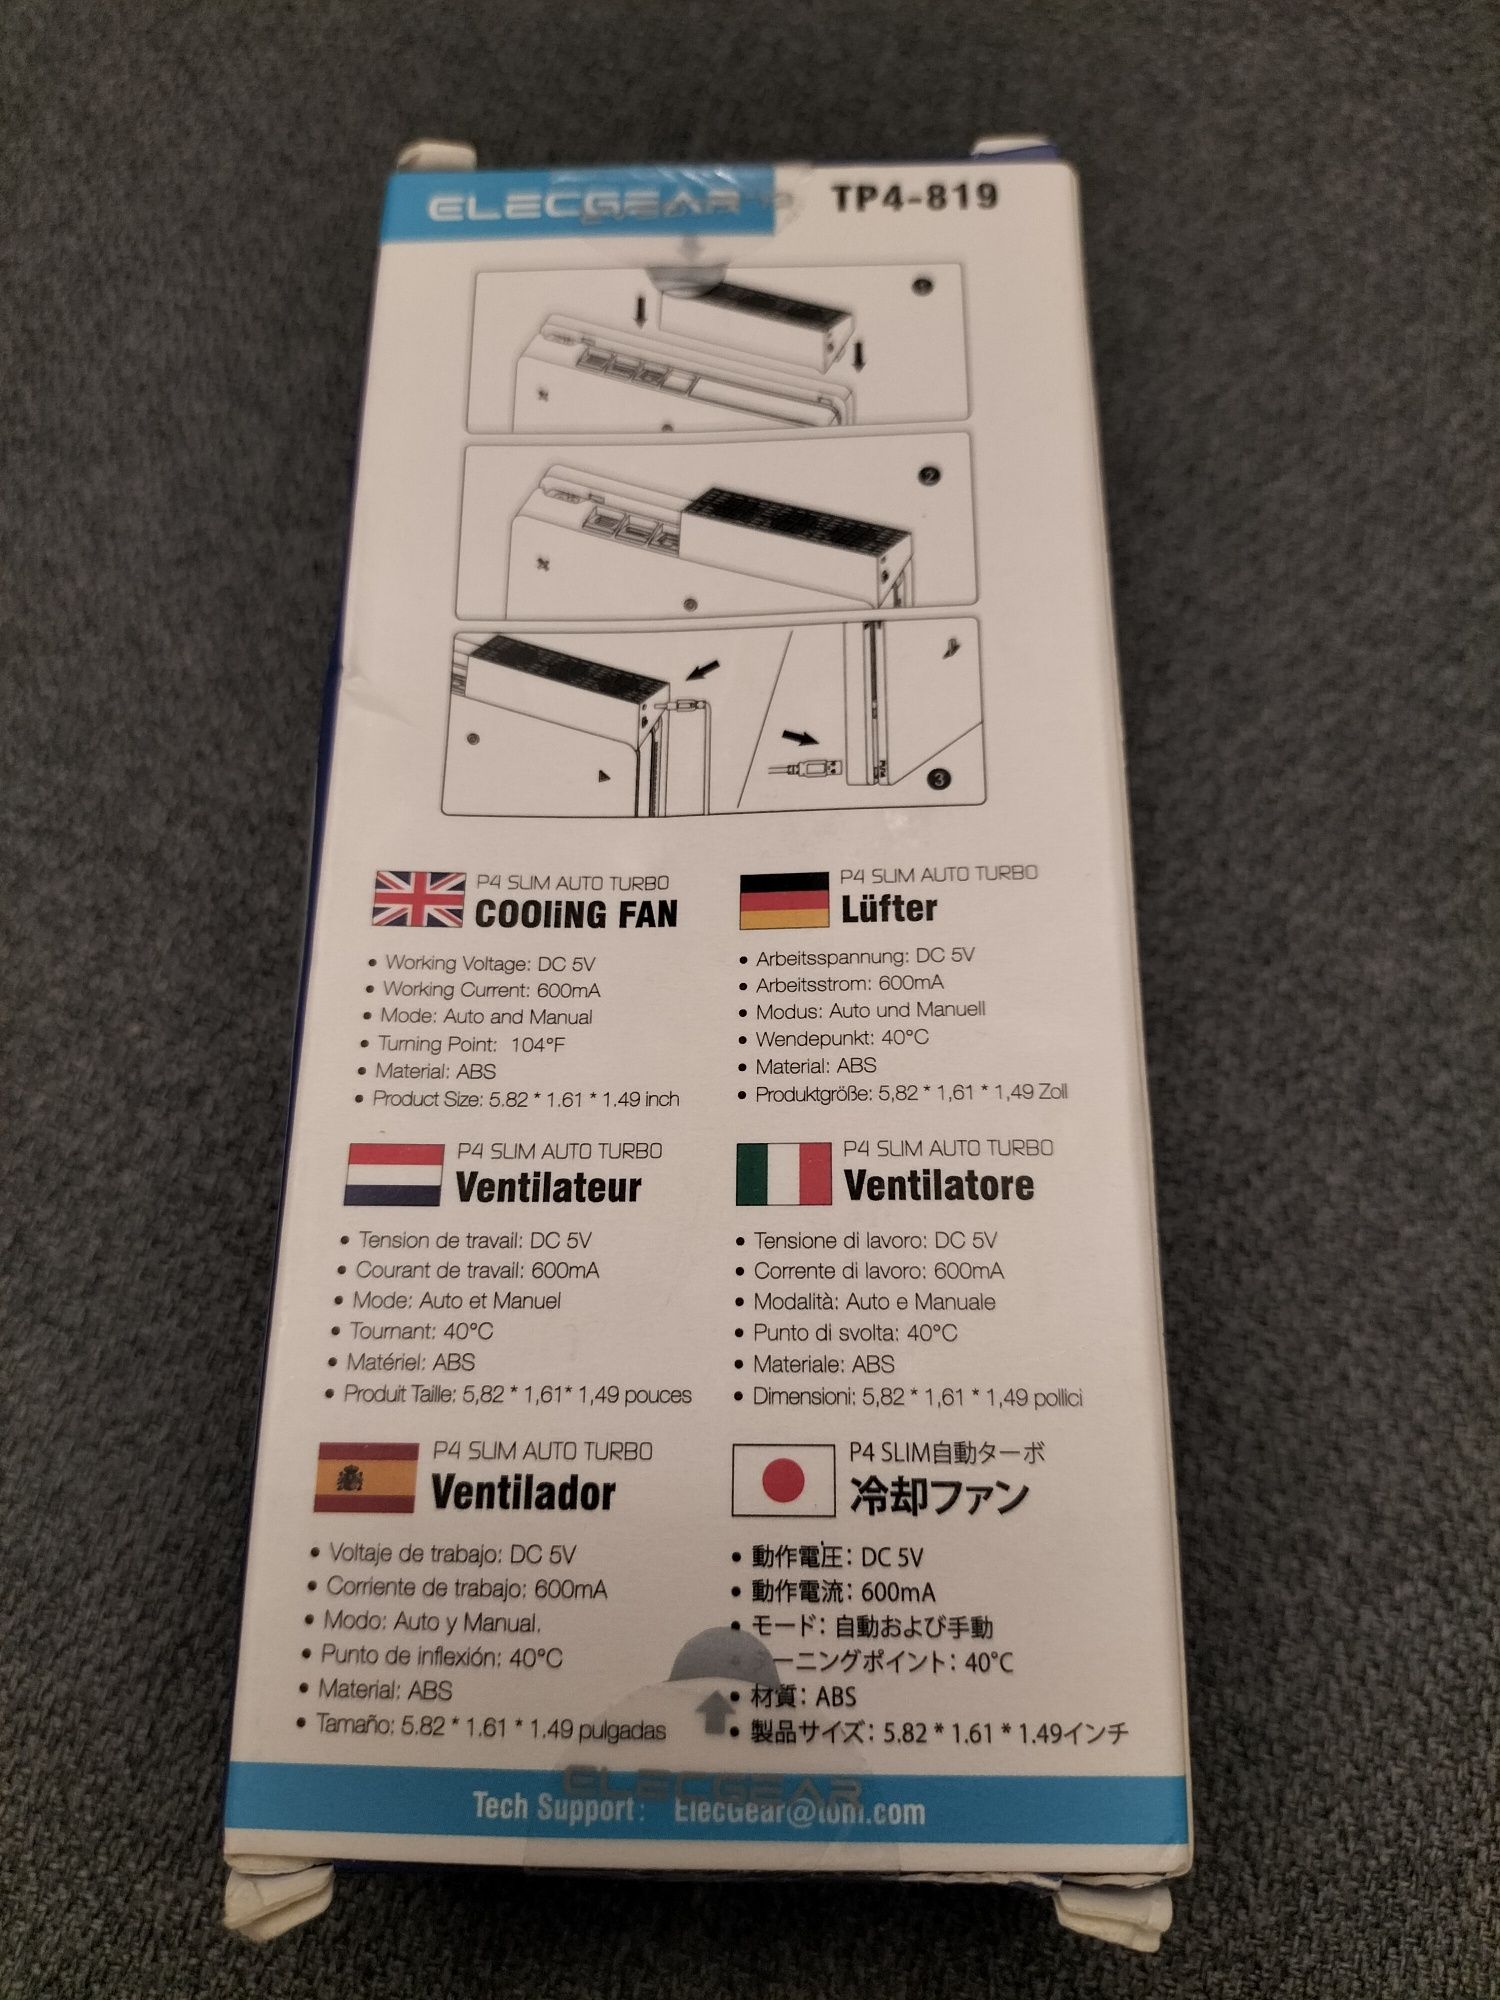 ELECGEAR
TP4-819
1
2
3
P4 SLIM AUTO TURBO
COOliNG FAN
• Working Voltage: DC 5V
• Working Current: 600mA
• Mode: Auto and Manual
• Turning Point: 104°F
• Material: ABS
• Product Size: 5.82 * 1.61 * 1.49 inch
P4 SLIM AUTO TURBO
Lüfter
• Arbeitsspannung: DC 5V
• Arbeitsstrom: 600mA
• Modus: Auto und Manuell
• Wendepunkt: 40°C
• Material: ABS
• Produktgröße: 5,82 * 1,61 * 1,49 Zoll
P4 SLIM AUTO TURBO
Ventilateur
• Tension de travail: DC 5V
• Courant de travail: 600mA
• Mode: Auto et Manuel
• Tournant: 40°C
• Matériel: ABS
• Produit Taille: 5,82 * 1,61* 1,49 pouces
P4 SLIM AUTO TURBO
Ventilatore
• Tensione di lavoro: DC 5V
• Corrente di lavoro: 600mA
• Modalità: Auto e Manuale
• Punto di svolta: 40°C
• Materiale: ABS
• Dimensioni: 5,82 * 1,61 * 1,49 pollici
P4 SLIM AUTO TURBO
Ventilador
• Voltaje de trabajo: DC 5V
• Corriente de trabajo: 600mA
• Modo: Auto y Manual.
• Punto de inflexión: 40°C
• Material: ABS
• Tamaño: 5.82 * 1.61 * 1.49 pulgadas
P4 SLIM自動ターボ
冷却ファン
• 動作電圧: DC 5V
• 動作電流: 600mA
• モード: 自動および手動
ーニングポイント: 40°C
• 材質: ABS
• 製品サイズ: 5.82 * 1.61 * 1.49インチ
ELECGEAR
Tech Support: